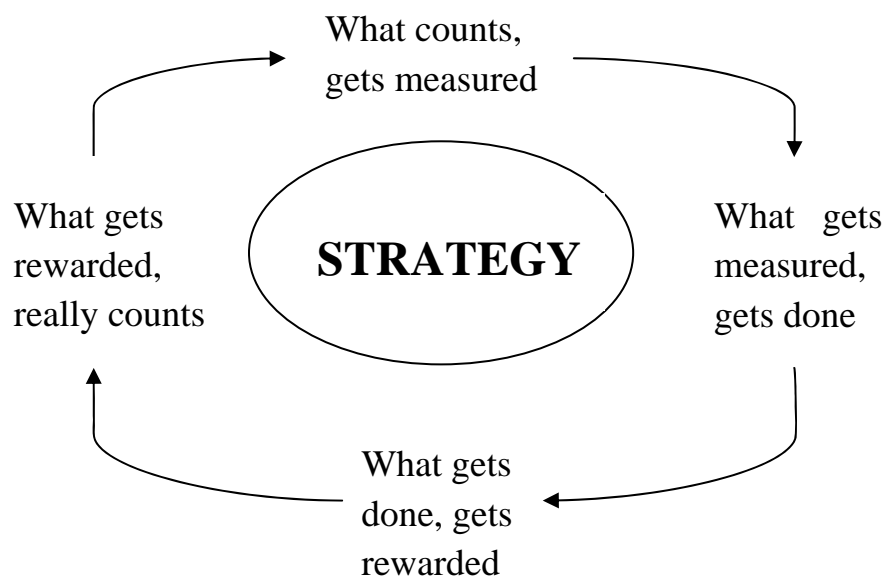 What counts,
gets measured
What gets
measured,
gets done
What gets
done, gets
rewarded
What gets
rewarded,
really counts
STRATEGY